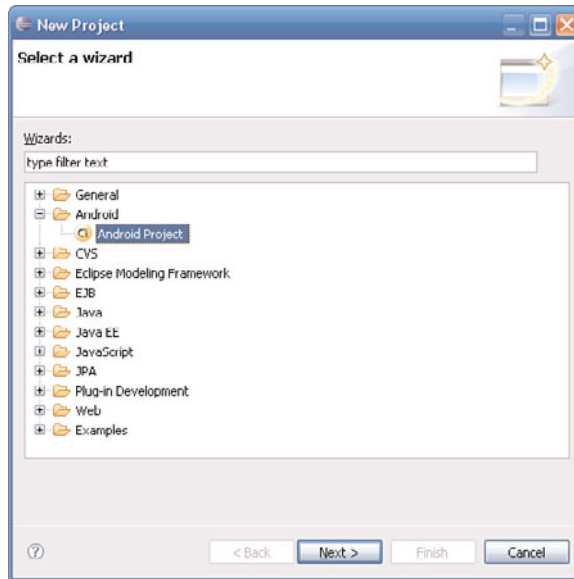 New Project
Select a wizard
Wizards:
type filter text
General
Android
Android Project
CVS
Eclipse Modeling Framework
EJB
Java
Java EE
JavaScript
JPA
Plug-in Development
Web
Examples
< Back Next > Finish Cancel